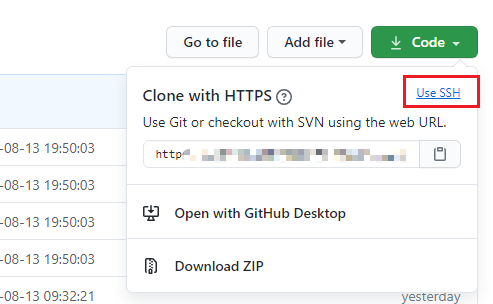 Go to file
Add file
Code
Clone with HTTPS
Use SSH
Use Git or checkout with SVN using the web URL.
http
Open with GitHub Desktop
Download ZIP
-08-13 19:50:03
-08-13 19:50:03
-08-13 19:50:03
-08-13 19:50:03
-08-13 09:32:21
yesterday